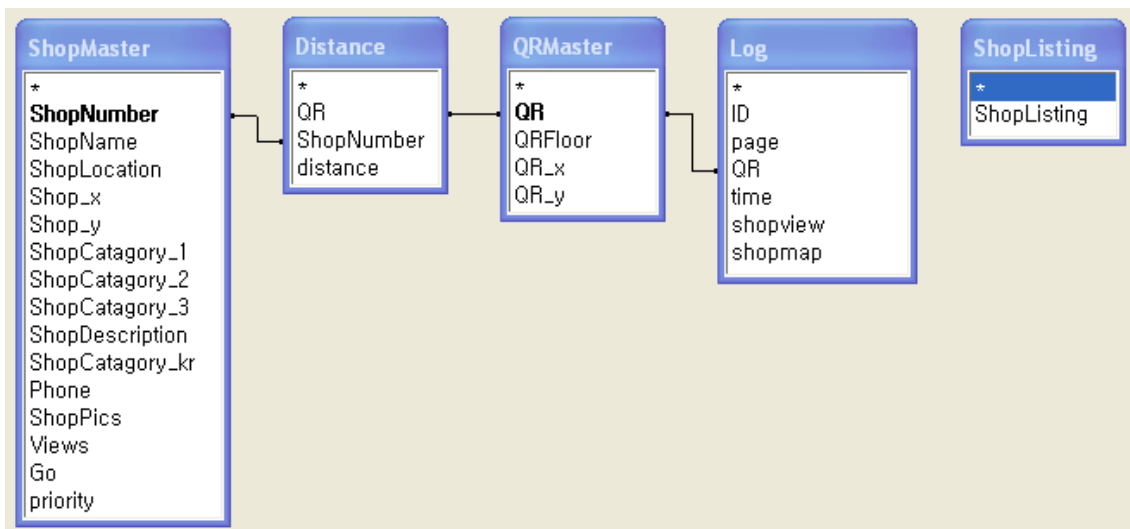 ShopMaster
*
ShopNumber
ShopName
ShopLocation
Shop_x
Shop_y
ShopCatagory_1
ShopCatagory_2
ShopCatagory_3
ShopDescription
ShopCatagory_kr
Phone
ShopPics
Views
Go
priority
Distance
*
QR
ShopNumber
distance
QRMaster
*
QR
QRFloor
QR_x
QR_y
Log
*
ID
page
QR
time
shopview
shopmap
ShopListing
*
ShopListing